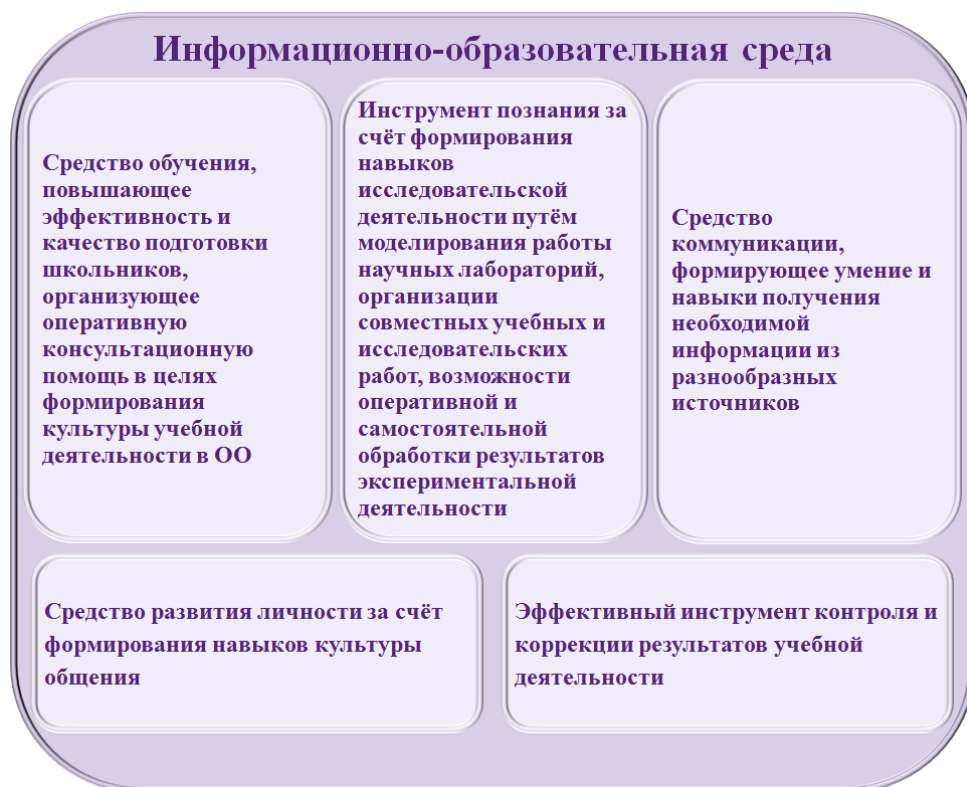 Информационно-образовательная среда
Средство обучения,
повышающее
эффективность и
качество подготовки
школьников,
организующее
оперативную
консультационную
помощь в целях
формирования
культуры учебной
деятельности в ОО
Инструмент познания за
счёт формирования
навыков
исследовательской
деятельности путём
моделирования работы
научных лабораторий,
организации
совместных учебных и
исследовательских
работ, возможности
оперативной и
самостоятельной
обработки результатов
экспериментальной
деятельности
Средство
коммуникации,
формирующее умение и
навыки получения
необходимой
информации из
разнообразных
источников
Средство развития личности за счёт
формирования навыков культуры
общения
Эффективный инструмент контроля и
коррекции результатов учебной
деятельности